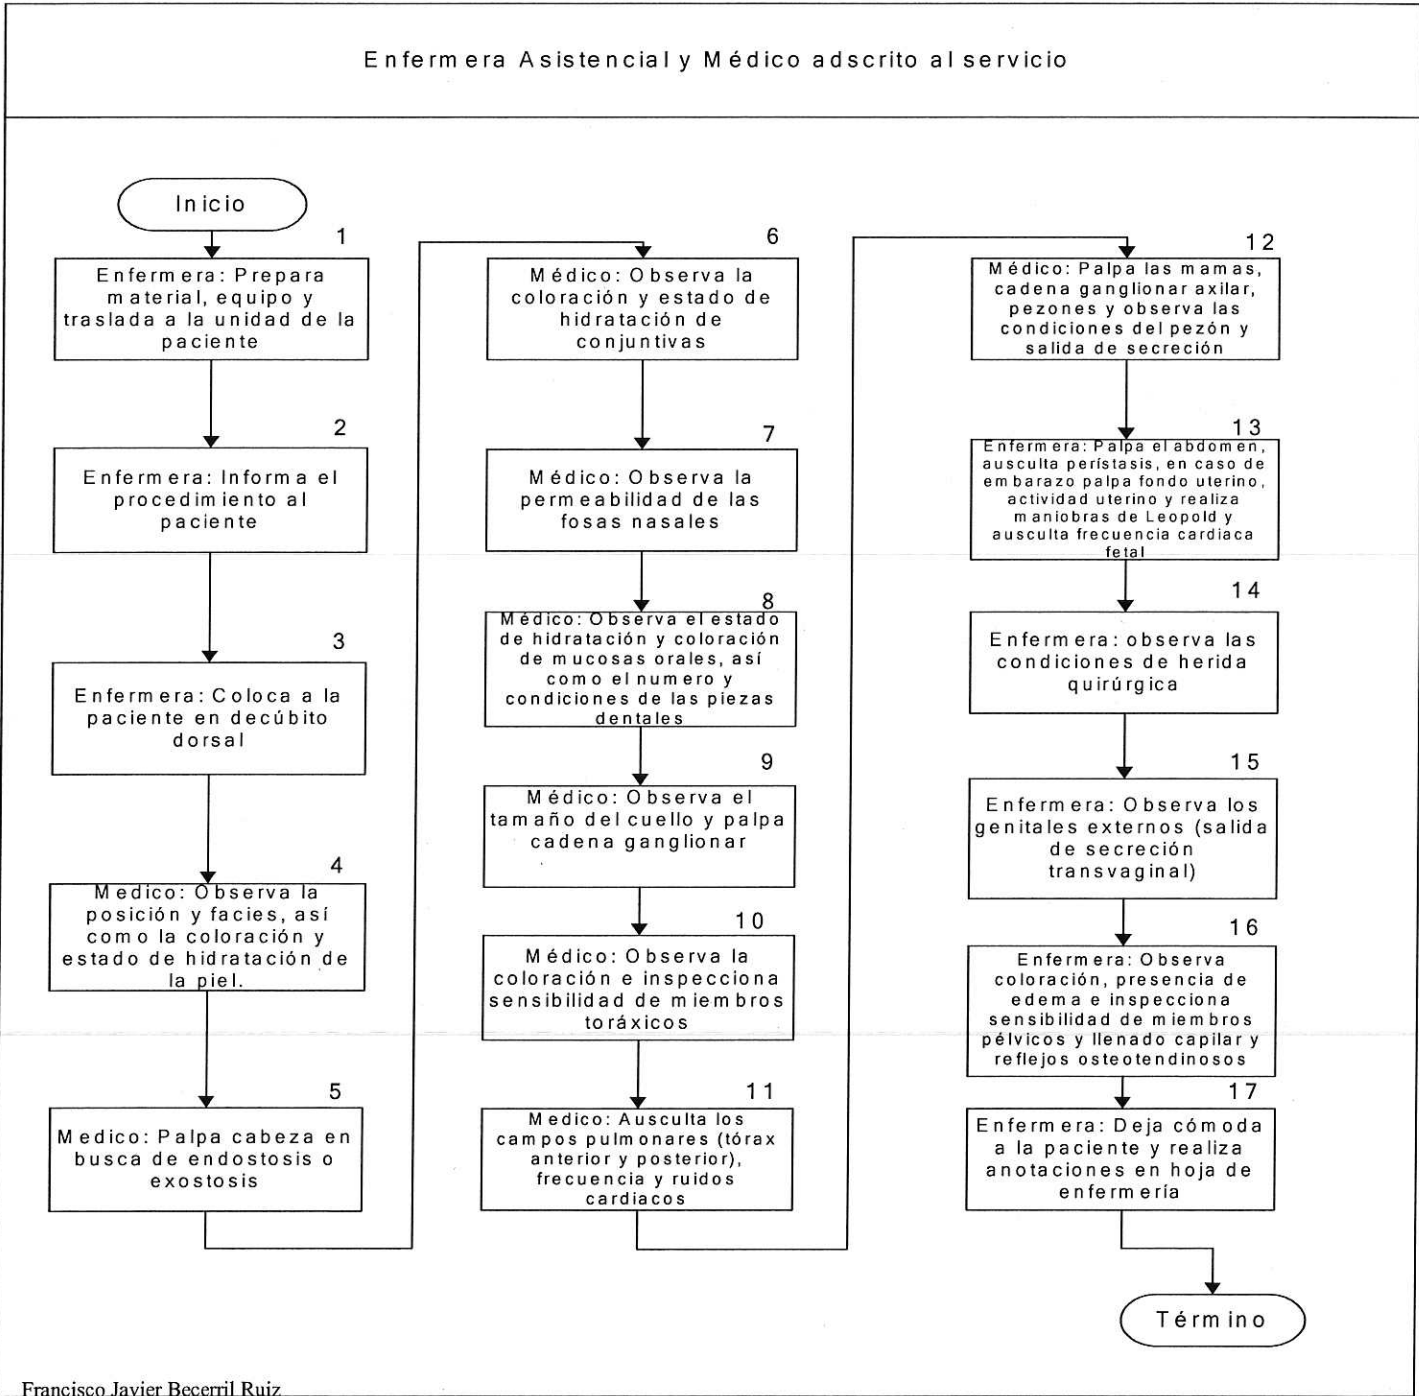 Enfermera Asistencial y Médico adscrito al servicio
Inicio
1
Enfermera: Prepara
material, equipo y
traslada a la unidad de la
paciente
2
Enfermera: Informa el
procedimiento al
paciente
3
Enfermera: Coloca a la
paciente en decúbito
dorsal
4
Medico: Observa la
posición y facies, así
como la coloración y
estado de hidratación de
la piel.
5
Medico: Palpa cabeza en
busca de endostosis o
exostosis
6
Médico: Observa la
coloración y estado de
hidratación de
conjuntivas
7
Médico: Observa la
permeabilidad de las
fosas nasales
8
Médico: Observa el estado
de hidratación y coloración
de mucosas orales, así
como el numero y
condiciones de las piezas
dentales
9
Médico: Observa el
tamaño del cuello y palpa
cadena ganglionar
10
Médico: Observa la
coloración e inspecciona
sensibilidad de miembros
toráxicos
11
Medico: Ausculta los
campos pulmonares (tórax
anterior y posterior),
frecuencia y ruidos
cardiacos
12
Médico: Palpa las mamas,
cadena ganglionar axilar,
pezones y observa las
condiciones del pezón y
salida de secreción
13
Enfermera: Palpa el abdomen,
ausculta perístasis, en caso de
embarazo palpa fondo uterino,
actividad uterino y realiza
maniobras de Leopold y
ausculta frecuencia cardiaca
fetal
14
Enfermera: observa las
condiciones de herida
quirúrgica
15
Enfermera: Observa los
genitales externos (salida
de secreción
transvaginal)
16
Enfermera: Observa
coloración, presencia de
edema e inspecciona
sensibilidad de miembros
pélvicos y llenado capilar y
reflejos osteotendinosos
17
Enfermera: Deja cómoda
a la paciente y realiza
anotaciones en hoja de
enfermería
Término
Francisco Javier Becerril Ruiz